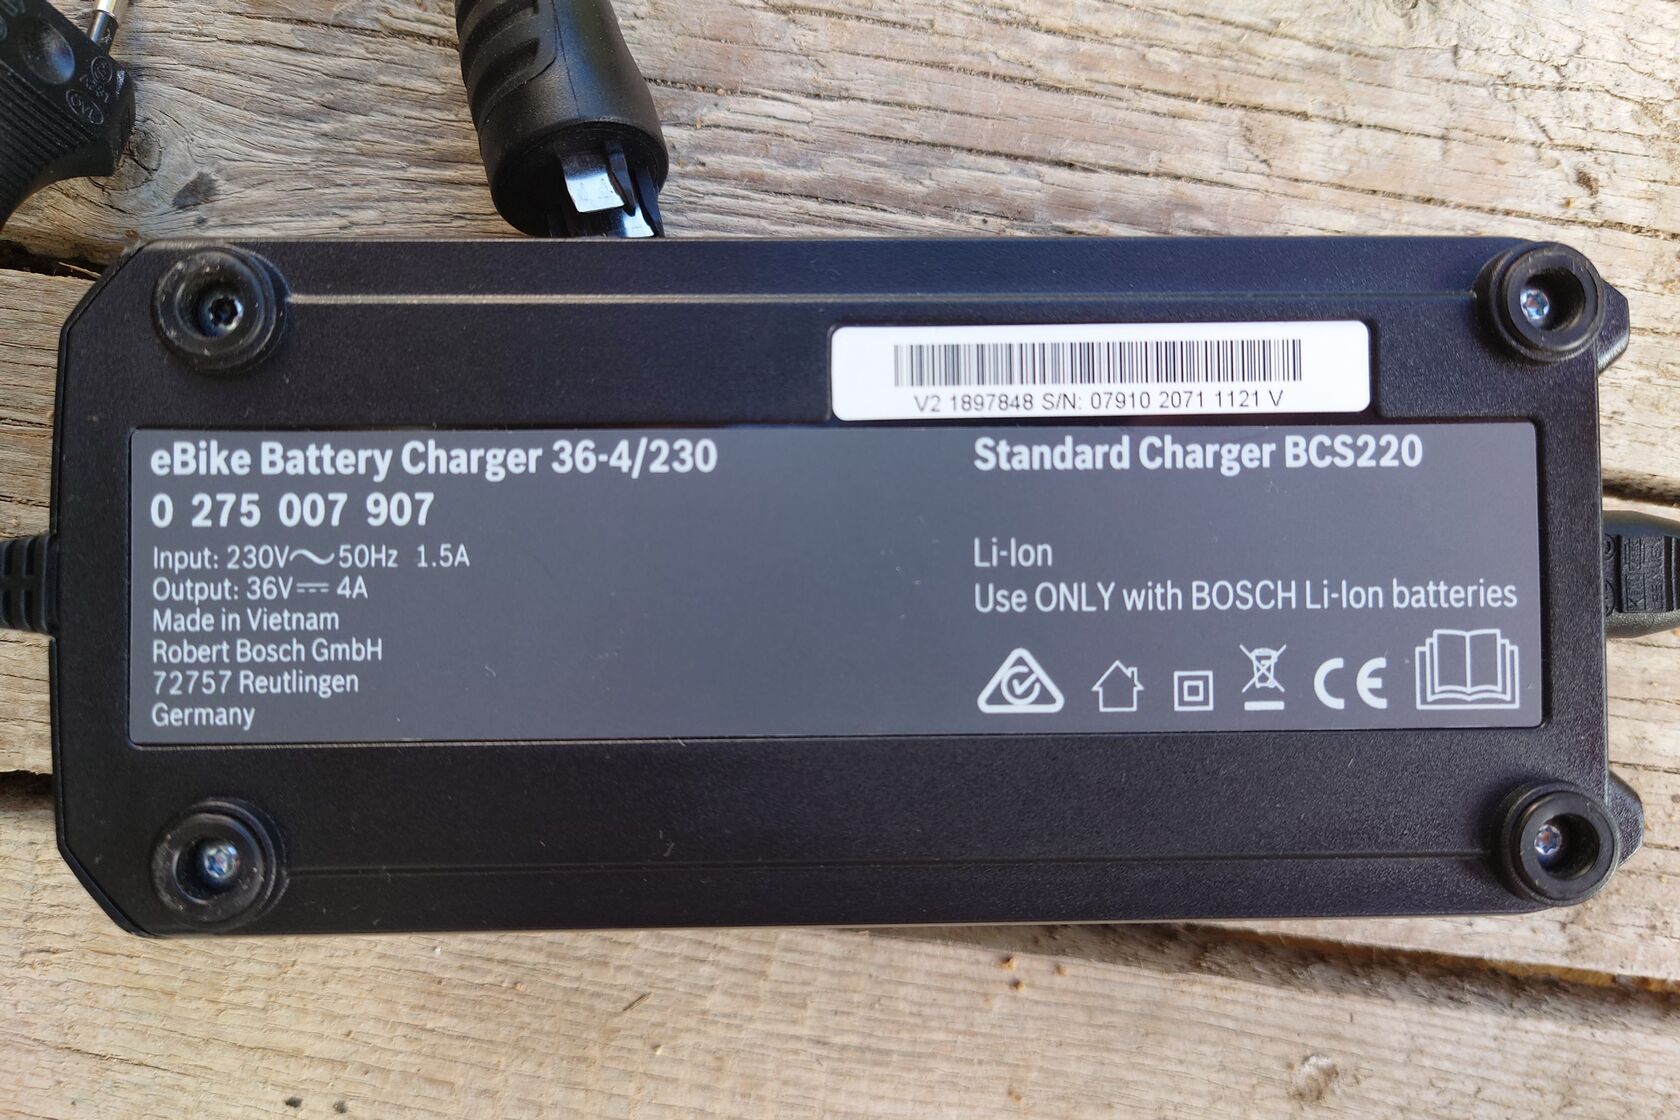 V2 1897848 S/N: 07910 2071 1121 V
eBike Battery Charger 36-4/230
0 275 007 907
Input: 230V~50Hz 1.5A
Output: 36V⎓ 4A
Made in Vietnam
Robert Bosch GmbH
72757 Reutlingen
Germany
Standard Charger BCS220
Li-Ion
Use ONLY with BOSCH Li-Ion batteries
CE